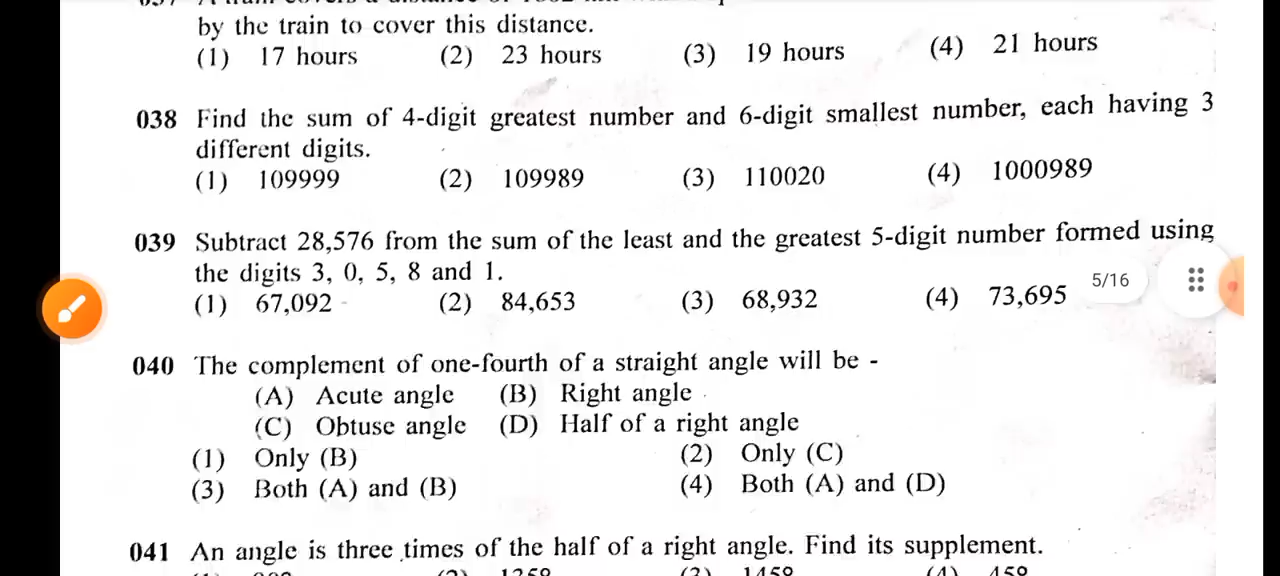 by the train to cover this distance.
(1) 17 hours (2) 23 hours (3) 19 hours (4) 21 hours
038 Find the sum of 4-digit greatest number and 6-digit smallest number, each having 3
different digits.
(1) 109999 (2) 109989 (3) 110020 (4) 1000989
039 Subtract 28,576 from the sum of the least and the greatest 5-digit number formed using
the digits 3, 0, 5, 8 and 1.
(1) 67,092 (2) 84,653 (3) 68,932 (4) 73,695
5/16
040 The complement of one-fourth of a straight angle will be -
(A) Acute angle (B) Right angle
(C) Obtuse angle (D) Half of a right angle
(1) Only (B) (2) Only (C)
(3) Both (A) and (B) (4) Both (A) and (D)
041 An angle is three times of the half of a right angle. Find its supplement.